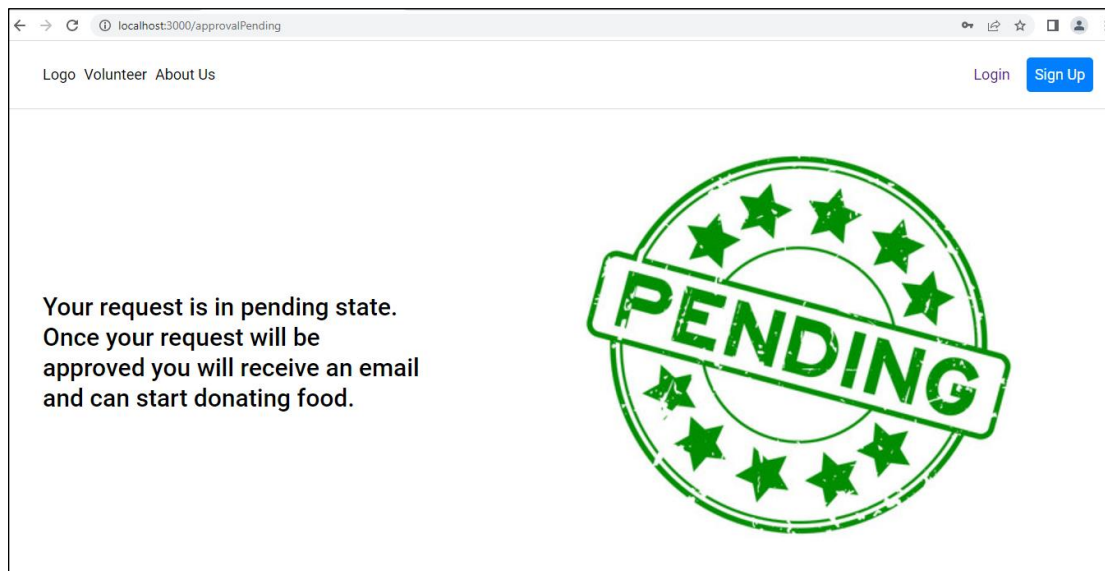 localhost:3000/approvalPending
Logo Volunteer About Us
Login Sign Up
Your request is in pending state.
Once your request will be
approved you will receive an email
and can start donating food.
PENDING